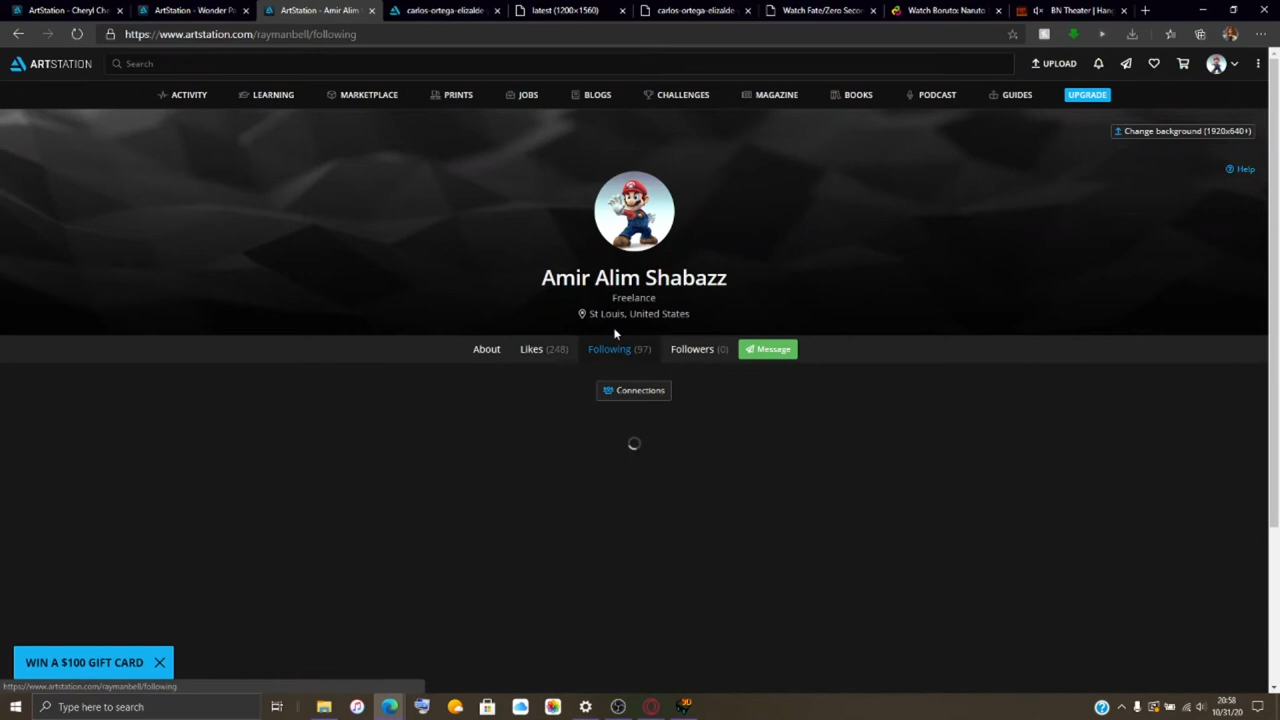 ArtStation - Cheryl Che
ArtStation - Wonder Po
ArtStation - Amir Alim
carlos-ortega-elizalde
latest (1200×1560)
carlos-ortega-elizalde
Watch Fate/Zero Secon
Watch Boruto: Naruto
BN Theater | Hang
https://www.artstation.com/raymanbell/following
ARTSTATION
Search
UPLOAD
ACTIVITY
LEARNING
MARKETPLACE
PRINTS
JOBS
BLOGS
CHALLENGES
MAGAZINE
BOOKS
PODCAST
GUIDES
UPGRADE
Change background (1920x640+)
Help
Amir Alim Shabazz
Freelance
St Louis, United States
About
Likes (248)
Following (97)
Followers (0)
Message
Connections
WIN A $100 GIFT CARD
https://www.artstation.com/raymanbell/following
Type here to search
20:58
10/31/20